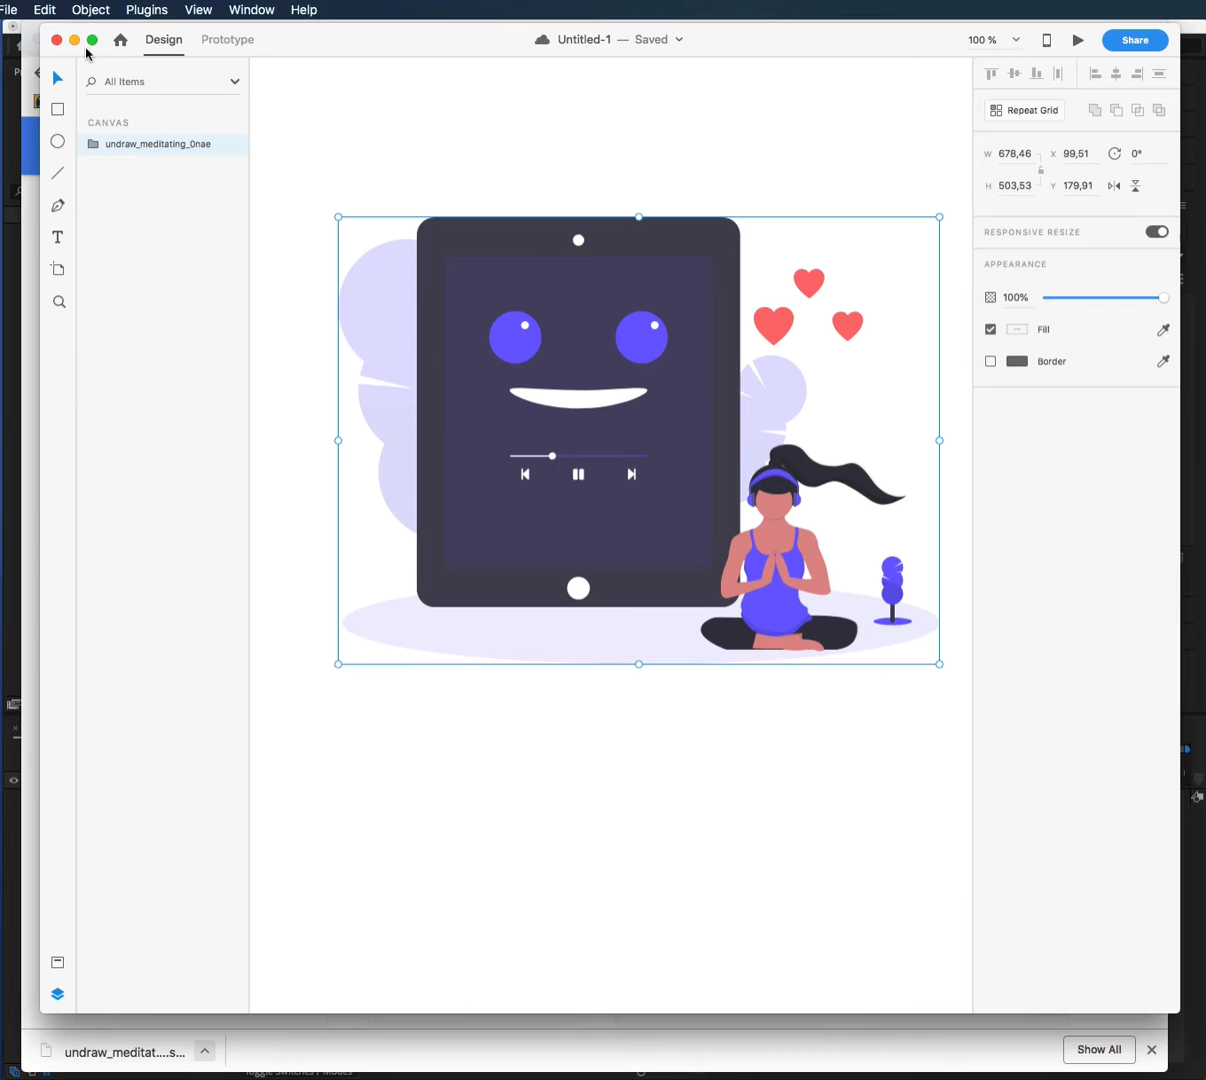 File Edit Object Plugins View Window Help
Design Prototype Untitled-1 — Saved 100 % Share
All Items
CANVAS
undraw_meditating_0nae
Repeat Grid
W 678,46 X 99,51 0°
H 503,53 Y 179,91
RESPONSIVE RESIZE
APPEARANCE
100%
Fill
Border
undraw_meditat....s... Show All